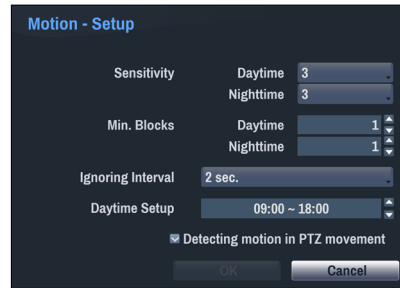 Motion - Setup
Sensitivity Daytime 3
Nighttime 3
Min. Blocks Daytime 1
Nighttime 1
Ignoring Interval 2 sec.
Daytime Setup 09:00 ~ 18:00
Detecting motion in PTZ movement
OK Cancel